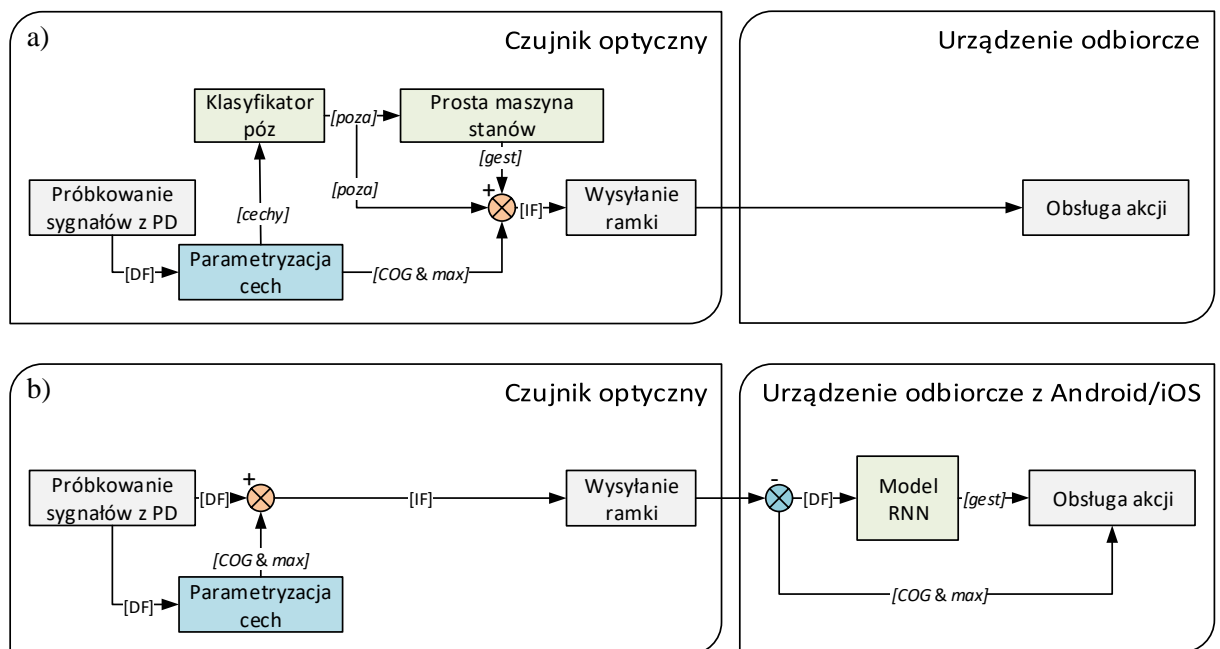 a)
Czujnik optyczny
Urządzenie odbiorcze
Klasyfikator
póz
[poza]
Prosta maszyna
stanów
[gest]
[poza]
+
Próbkowanie
sygnałów z PD
[cechy]
[IF]
Wysyłanie
ramki
Obsługa akcji
[DF]
Parametryzacja
cech
[COG & max]
b)
Czujnik optyczny
Urządzenie odbiorcze z Android/iOS
Próbkowanie
sygnałów z PD
[DF]
+
[IF]
Wysyłanie
ramki
-
[DF]
Model
RNN
[gest]
Obsługa akcji
[COG & max]
[DF]
Parametryzacja
cech
[COG & max]